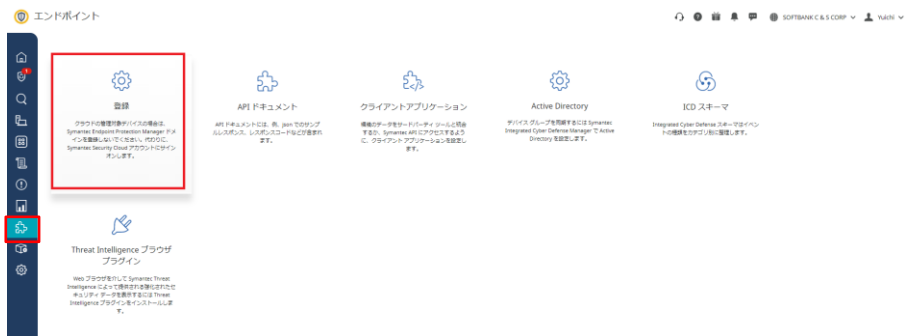 エンドポイント
SOFTBANK C & S CORP
Yuichi
登録
クラウドの管理対象デバイスの場合は、
Symantec Endpoint Protection Manager ドメ
インを登録しないでください。代わりに、
Symantec Security Cloud アカウントにサイン
オンします。
API ドキュメント
API ドキュメントには、例、json でのサンプ
ルレスポンス、レスポンスコードなどが含まれ
ます。
クライアントアプリケーション
環境のデータをサードパーティ ツールと統合
するか、Symantec API にアクセスするよう
に、クライアント アプリケーションを設定し
ます。
Active Directory
デバイス グループを同期するには Symantec
Integrated Cyber Defense Manager で Active
Directory を設定します。
ICD スキーマ
Integrated Cyber Defense スキーマではイベン
トの種類をカテゴリ別に整理します。
Threat Intelligence ブラウザ
プラグイン
Web ブラウザを介して Symantec Threat
Intelligence によって提供される強化されたセ
キュリティ データを表示するには Threat
Intelligence プラグインをインストールしま
す。